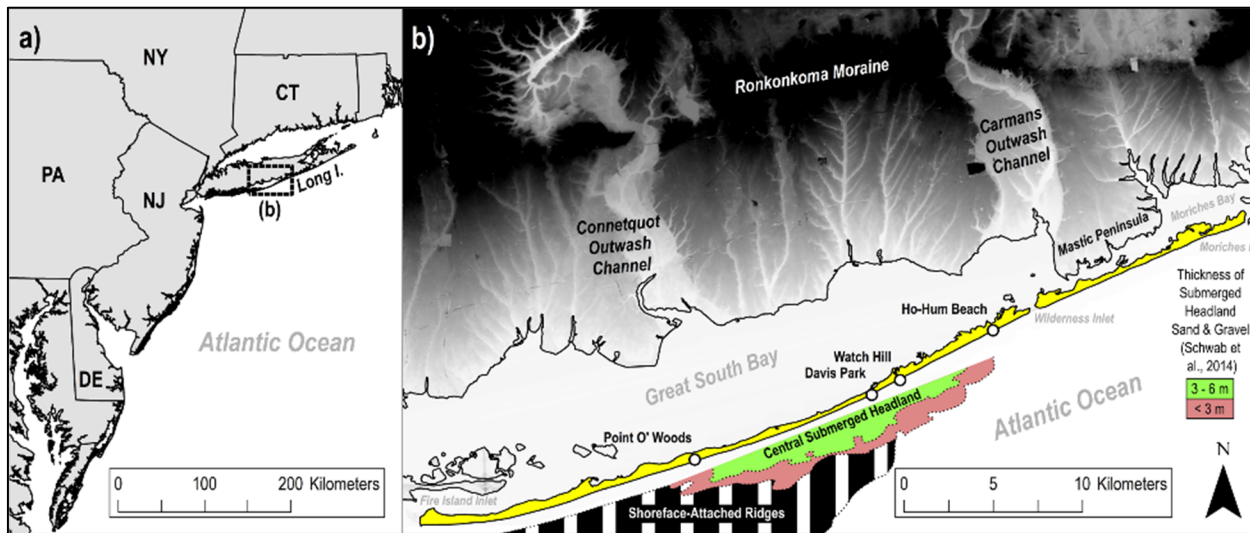 a)
NY
CT
PA
NJ
Long I.
(b)
DE
Atlantic Ocean
0 100 200 Kilometers
b)
Ronkonkoma Moraine
Carmans
Outwash
Channel
Connetquot
Outwash
Channel
Mastic Peninsula
Moriches Bay
Moriches I
Ho-Hum Beach
Wilderness Inlet
Watch Hill
Davis Park
Great South Bay
Point O' Woods
Central Submerged Headland
Atlantic Ocean
Fire Island Inlet
Shoreface-Attached Ridges
Thickness of
Submerged
Headland
Sand & Gravel
(Schwab et
al., 2014)
3 - 6 m
< 3 m
N
0 5 10 Kilometers